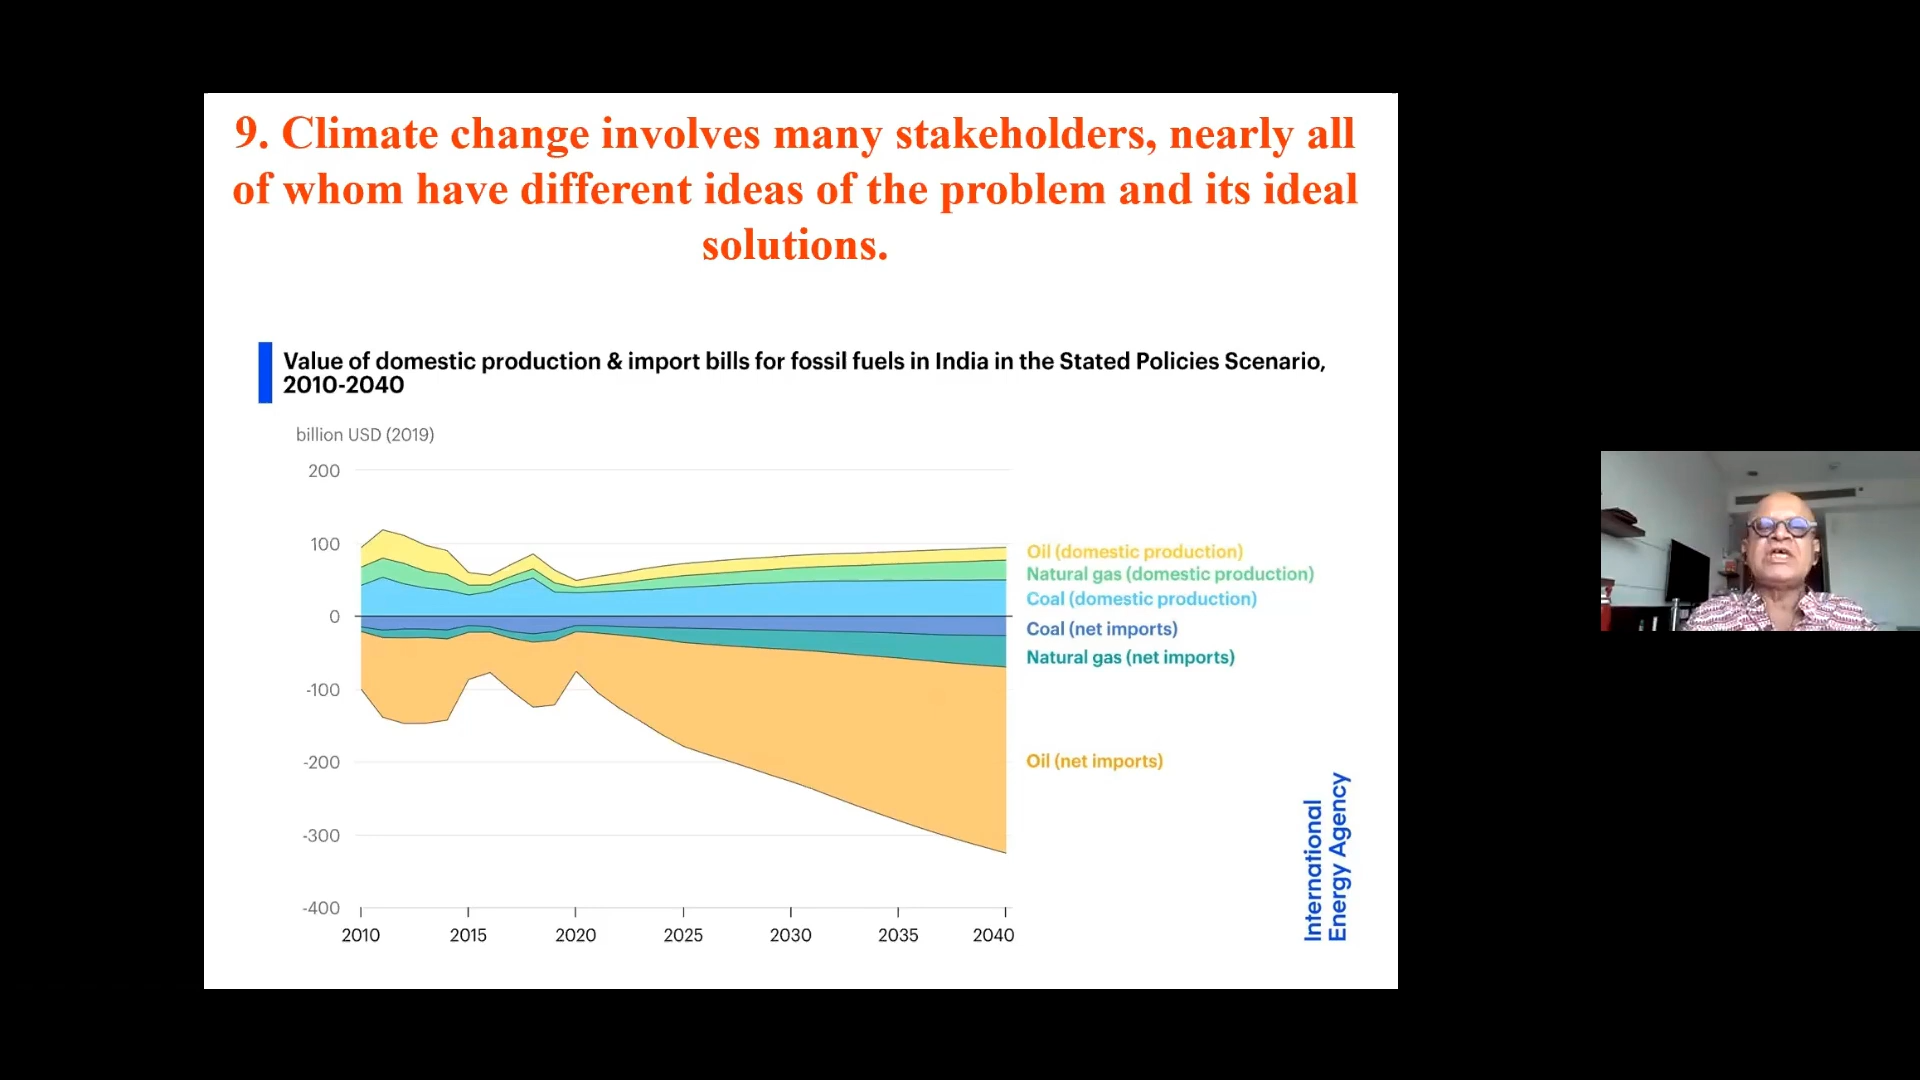 9. Climate change involves many stakeholders, nearly all
of whom have different ideas of the problem and its ideal
solutions.
Value of domestic production & import bills for fossil fuels in India in the Stated Policies Scenario,
2010-2040
billion USD (2019)
200
100
0
-100
-200
-300
-400
2010
2015
2020
2025
2030
2035
2040
Oil (domestic production)
Natural gas (domestic production)
Coal (domestic production)
Coal (net imports)
Natural gas (net imports)
Oil (net imports)
International
Energy Agency